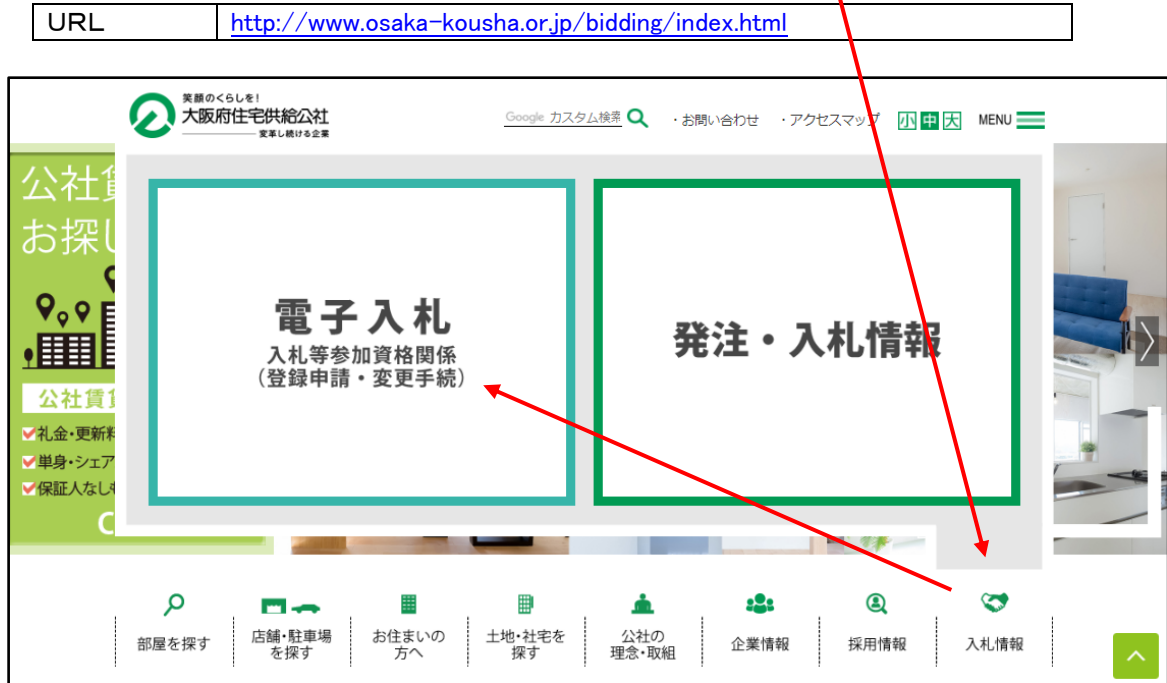 URL http://www.osaka-kousha.or.jp/bidding/index.html
笑顔のくらしを!
大阪府住宅供給公社
変革し続ける企業
Google カスタム検索 ・お問い合わせ ・アクセスマップ 小 中 大 MENU
公社賃
お探し
電子入札
入札等参加資格関係
(登録申請・変更手続)
発注・入札情報
公社賃貸
礼金・更新料
単身・シェア
保証人なしも
C
部屋を探す
店舗・駐車場
を探す
お住まいの
方へ
土地・社宅を
探す
公社の
理念・取組
企業情報
採用情報
入札情報